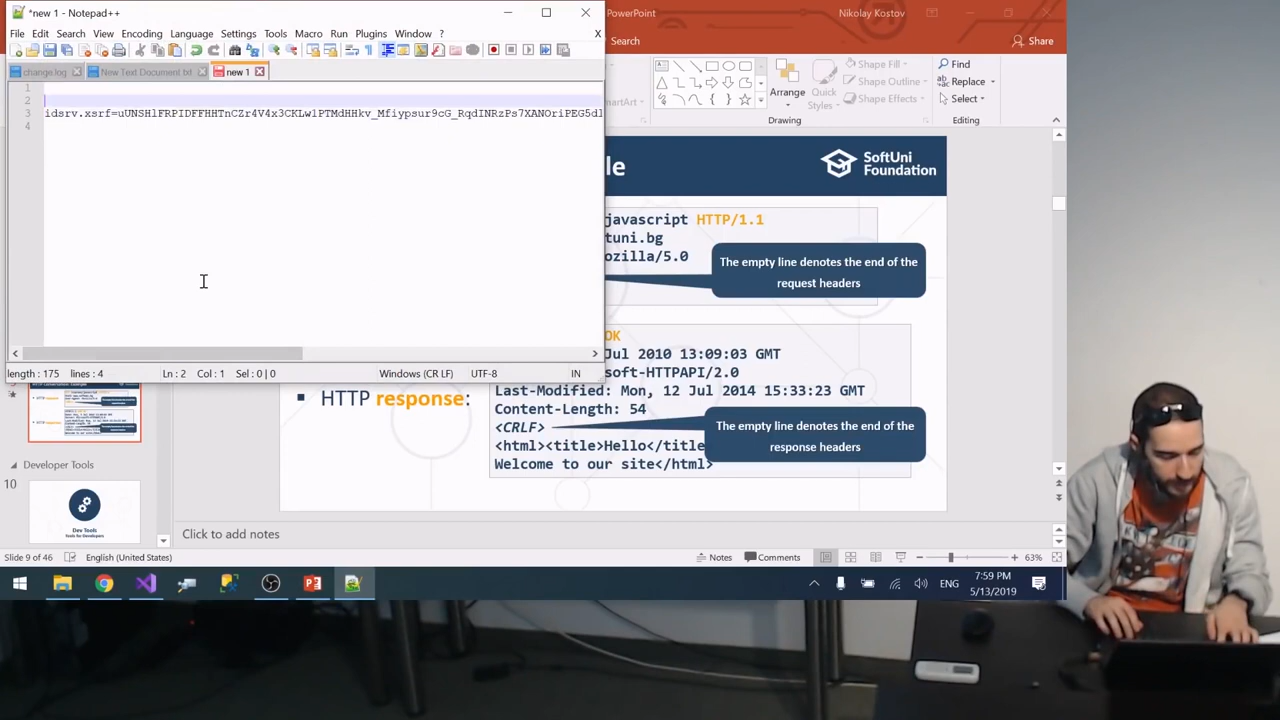 *new 1 - Notepad++
PowerPoint
Nikolay Kostov
File Edit Search View Encoding Language Settings Tools Macro Run Plugins Window ? X
Search
Share
change.log
New Text Document.txt
new 1
1
2
3 idsrv.xsrf=uUNSHlFRPIDFFHHTnCZr4V4x3CKLw1PTMdHHkv_Mfiypsur9cG_RqdINRzPs7XANOriPEG5dl
4
length : 175 lines : 4
Ln : 2 Col : 1 Sel : 0 | 0
Windows (CR LF)
UTF-8
IN
SmartArt
Arrange
Quick
Styles
Shape Fill
Shape Outline
Shape Effects
Drawing
Find
Replace
Select
Editing
le
SoftUni
Foundation
javascript HTTP/1.1
tuni.bg
ozilla/5.0
The empty line denotes the end of the
request headers
HTTP response:
OK
Jul 2010 13:09:03 GMT
soft-HTTPAPI/2.0
Last-Modified: Mon, 12 Jul 2014 15:33:23 GMT
Content-Length: 54
<CRLF>
<html><title>Hello</title
Welcome to our site</html>
The empty line denotes the end of the
response headers
Developer Tools
10
Dev Tools
Tools for Developers
Click to add notes
Slide 9 of 46
English (United States)
Notes
Comments
63%
ENG
7:59 PM
5/13/2019